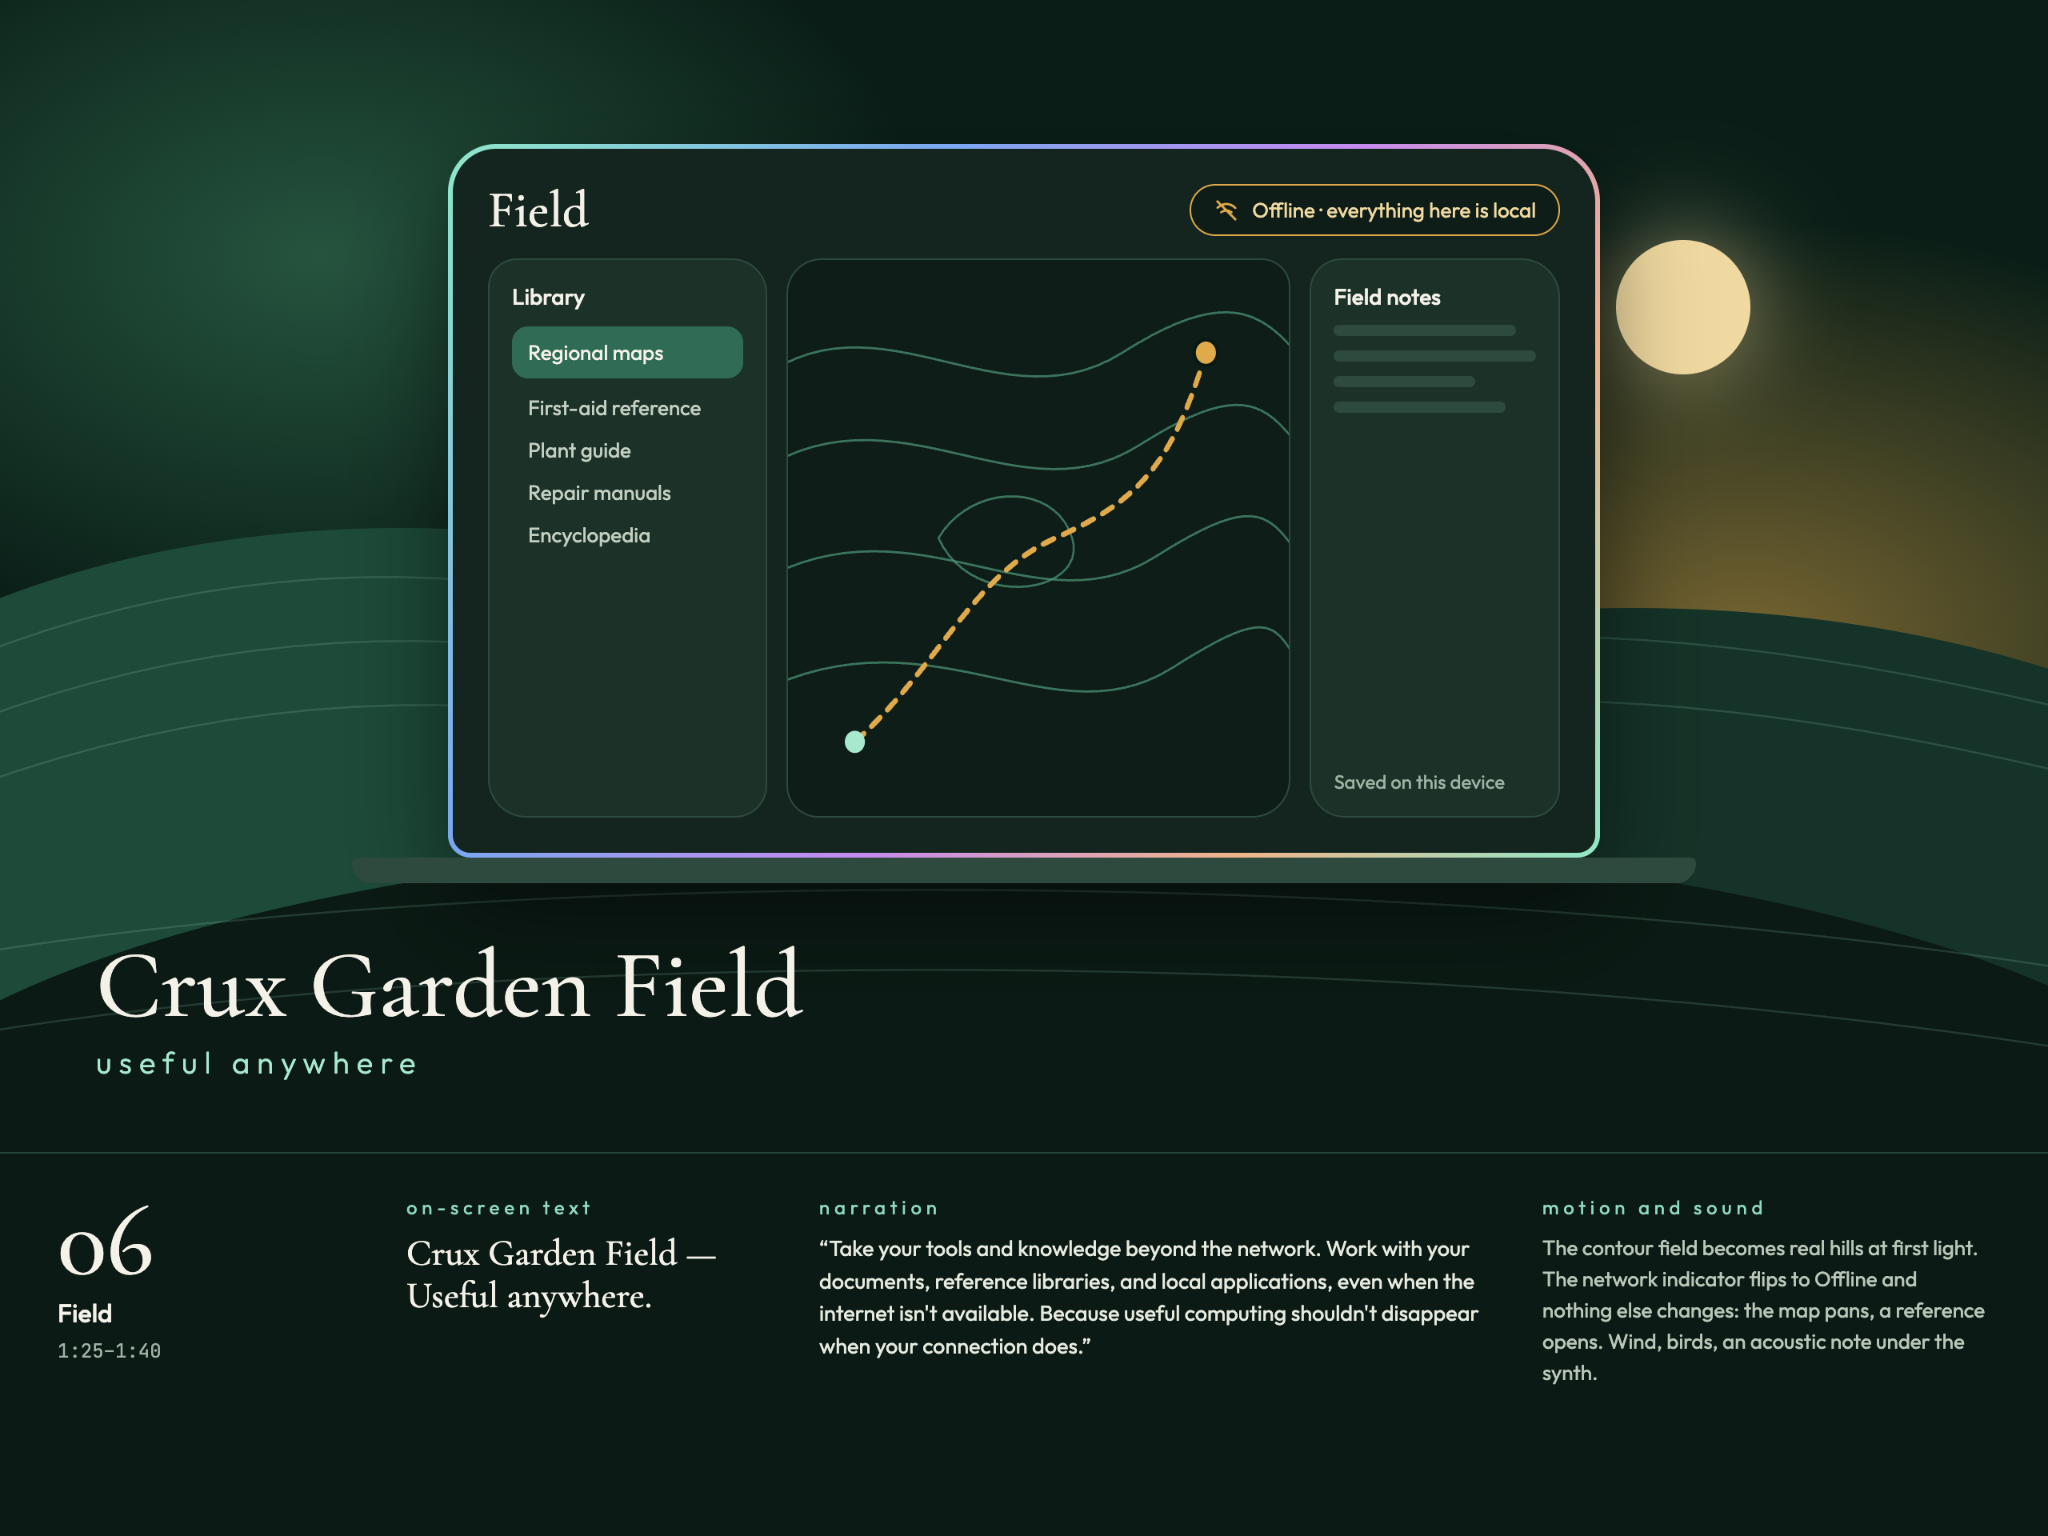 Field
Offline · everything here is local
Library
Regional maps
First-aid reference
Plant guide
Repair manuals
Encyclopedia
Field notes
Saved on this device
Crux Garden Field
useful anywhere
06
Field
1:25–1:40
on-screen text
Crux Garden Field —
Useful anywhere.
narration
“Take your tools and knowledge beyond the network. Work with your
documents, reference libraries, and local applications, even when the
internet isn't available. Because useful computing shouldn't disappear
when your connection does.”
motion and sound
The contour field becomes real hills at first light.
The network indicator flips to Offline and
nothing else changes: the map pans, a reference
opens. Wind, birds, an acoustic note under the
synth.